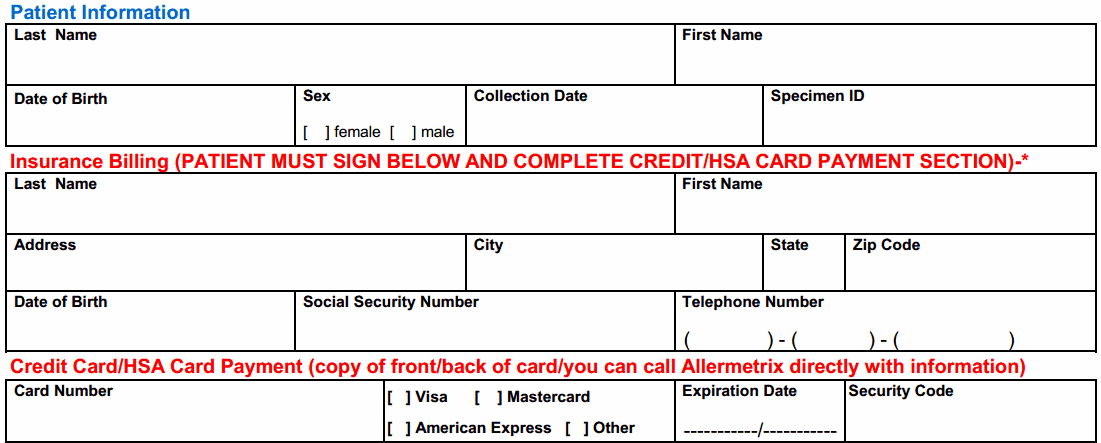 Patient Information
Last Name First Name
Date of Birth Sex Collection Date Specimen ID
[ ] female [ ] male
Insurance Billing (PATIENT MUST SIGN BELOW AND COMPLETE CREDIT/HSA CARD PAYMENT SECTION)-*
Last Name First Name
Address City State Zip Code
Date of Birth Social Security Number Telephone Number
( ) - ( ) - ( )
Credit Card/HSA Card Payment (copy of front/back of card/you can call Allermetrix directly with information)
Card Number [ ] Visa [ ] Mastercard Expiration Date Security Code
[ ] American Express [ ] Other -----------/-----------